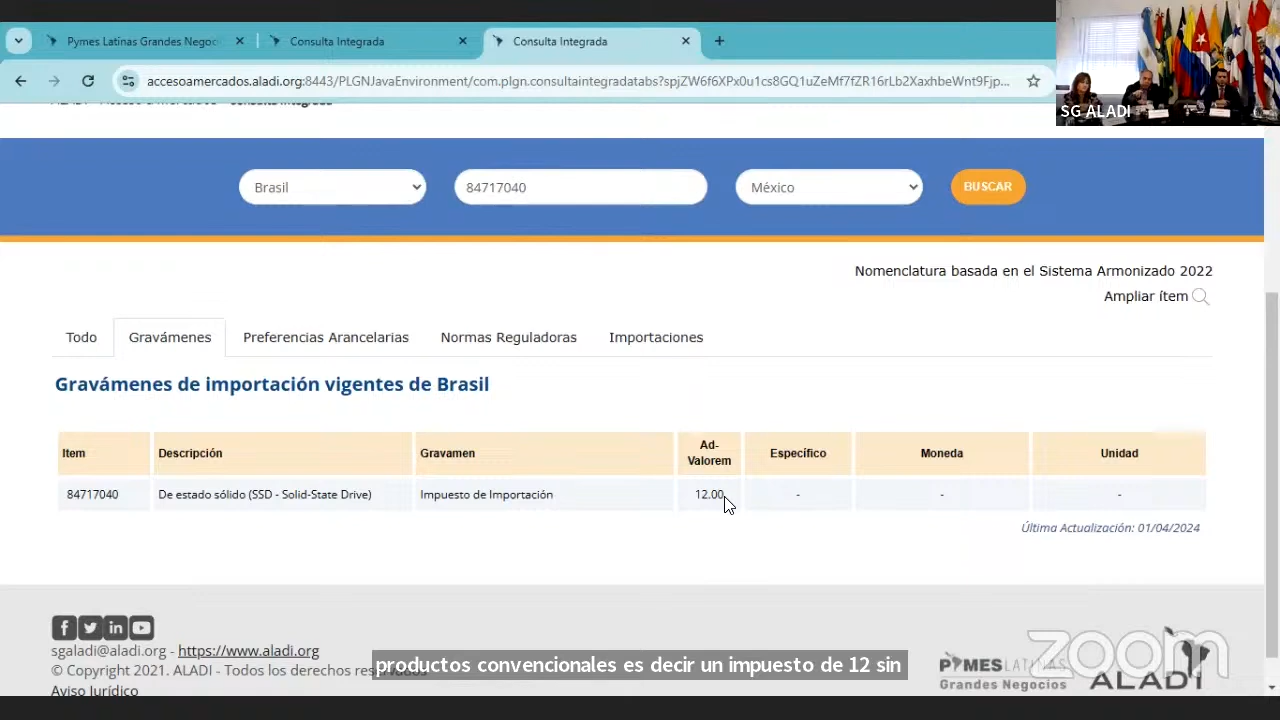 Pymes Latinas Grandes Negoc
Consulta Integrada
Consulta Integrada
accesoamercados.aladi.org:8443/PLGNJavaEnvironment/com.plgn.consultaintegradatabs?spjZW6f6XPx0u1cs8GQ1uZeMf7fZR16rLb2XaxhbeWnt9Fjp...
SG ALADI
Brasil
84717040
México
BUSCAR
Nomenclatura basada en el Sistema Armonizado 2022
Ampliar ítem
Todo
Gravámenes
Preferencias Arancelarias
Normas Reguladoras
Importaciones
Gravámenes de importación vigentes de Brasil
Item Descripción Gravamen Ad-Valorem Específico Moneda Unidad
84717040 De estado sólido (SSD - Solid-State Drive) Impuesto de Importación 12.00 - - -
Última Actualización: 01/04/2024
sgaladi@aladi.org - https://www.aladi.org
© Copyright 2021. ALADI - Todos los derechos
Aviso Jurídico
productos convencionales es decir un impuesto de 12 sin
PYMES LATINAS
Grandes Negocios
ALADI
zoom